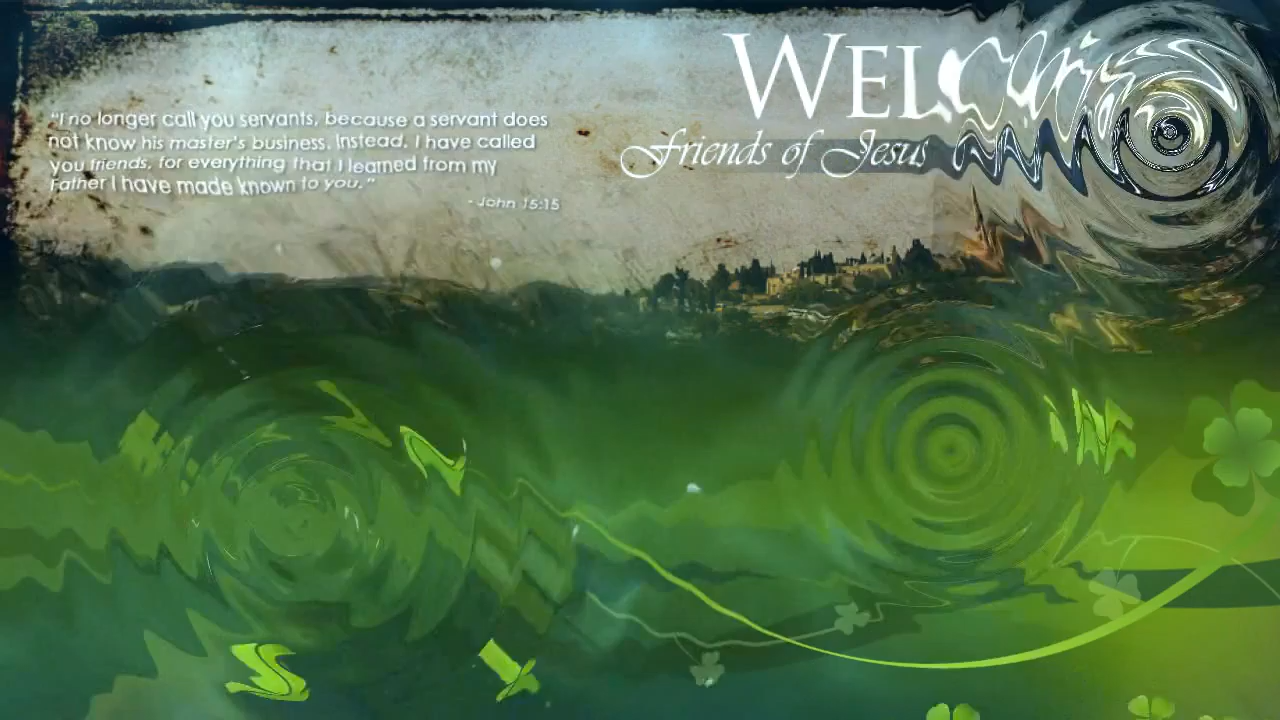 WEL
Friends of Jesus
"I no longer call you servants, because a servant does
not know his master's business. Instead, I have called
you friends, for everything that I learned from my
Father I have made known to you."
- John 15:15